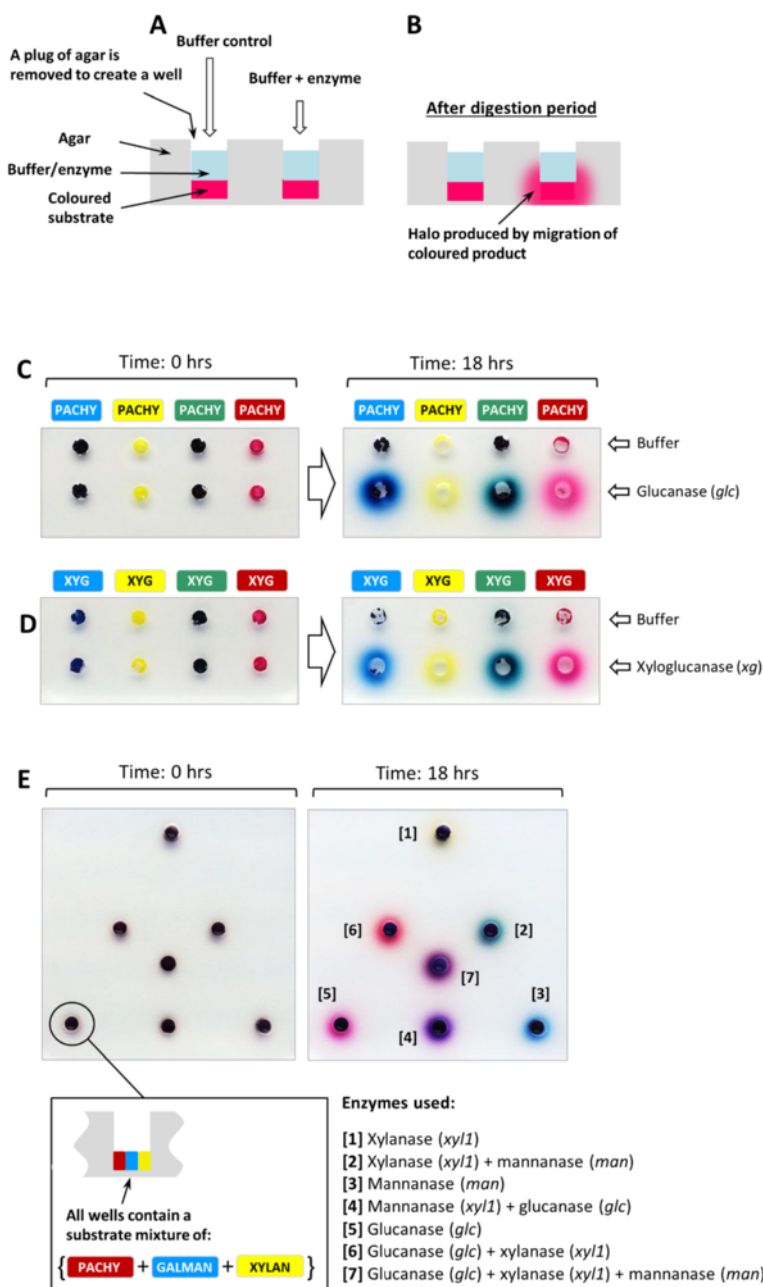 A
B
Buffer control
A plug of agar is
removed to create a well
Buffer + enzyme
After digestion period
Agar
Buffer/enzyme
Coloured
substrate
Halo produced by migration of
coloured product
C
Time: 0 hrs
Time: 18 hrs
PACHY PACHY PACHY PACHY
PACHY PACHY PACHY PACHY
Buffer
Glucanase (glc)
XYG XYG XYG XYG
XYG XYG XYG XYG
D
Buffer
Xyloglucanase (xg)
E
Time: 0 hrs
Time: 18 hrs
[1]
[6]
[2]
[7]
[5]
[3]
[4]
All wells contain a
substrate mixture of:
{ PACHY + GALMAN + XYLAN }
Enzymes used:
[1] Xylanase (xyl1)
[2] Xylanase (xyl1) + mannanase (man)
[3] Mannanase (man)
[4] Mannanase (xyl1) + glucanase (glc)
[5] Glucanase (glc)
[6] Glucanase (glc) + xylanase (xyl1)
[7] Glucanase (glc) + xylanase (xyl1) + mannanase (man)